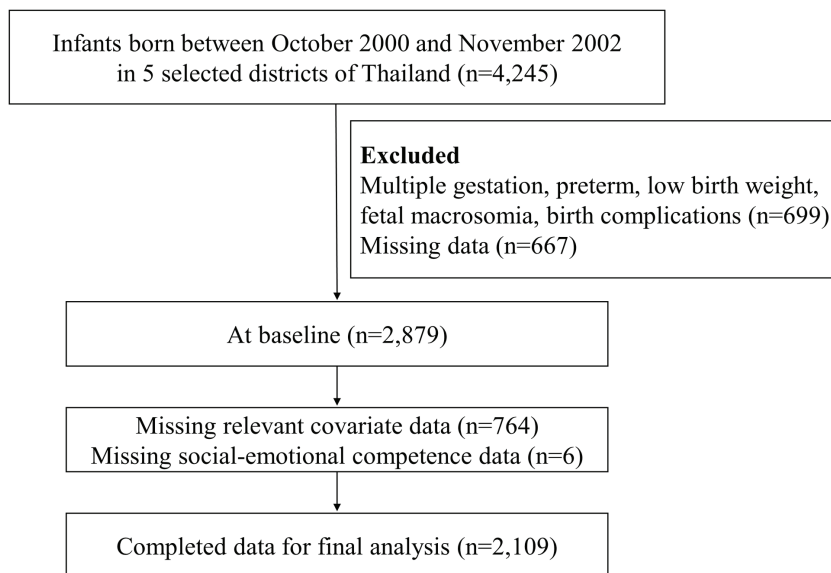 Infants born between October 2000 and November 2002
in 5 selected districts of Thailand (n=4,245)
Excluded
Multiple gestation, preterm, low birth weight,
fetal macrosomia, birth complications (n=699)
Missing data (n=667)
At baseline (n=2,879)
Missing relevant covariate data (n=764)
Missing social-emotional competence data (n=6)
Completed data for final analysis (n=2,109)